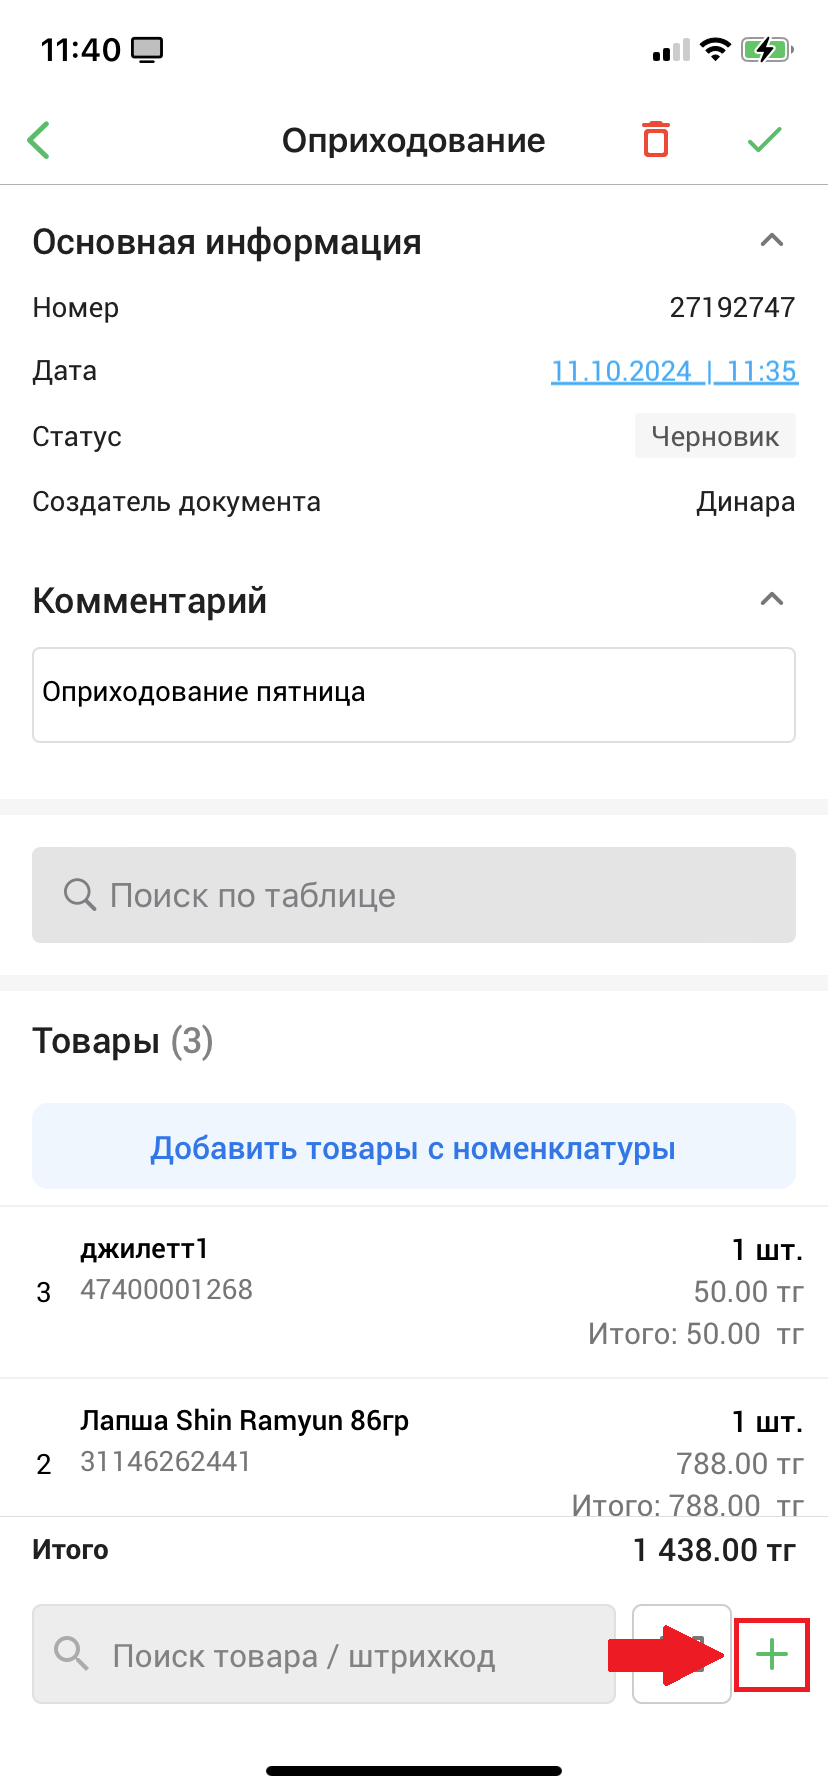 11:40
Оприходование
Основная информация
Номер 27192747
Дата 11.10.2024 | 11:35
Статус Черновик
Создатель документа Динара
Комментарий
Оприходование пятница
Поиск по таблице
Товары (3)
Добавить товары с номенклатуры
джилетт1 1 шт.
3 47400001268 50.00 тг
Итого: 50.00 тг
Лапша Shin Ramyun 86гр 1 шт.
2 31146262441 788.00 тг
Итого: 788.00 тг
Итого 1 438.00 тг
Поиск товара / штрихкод